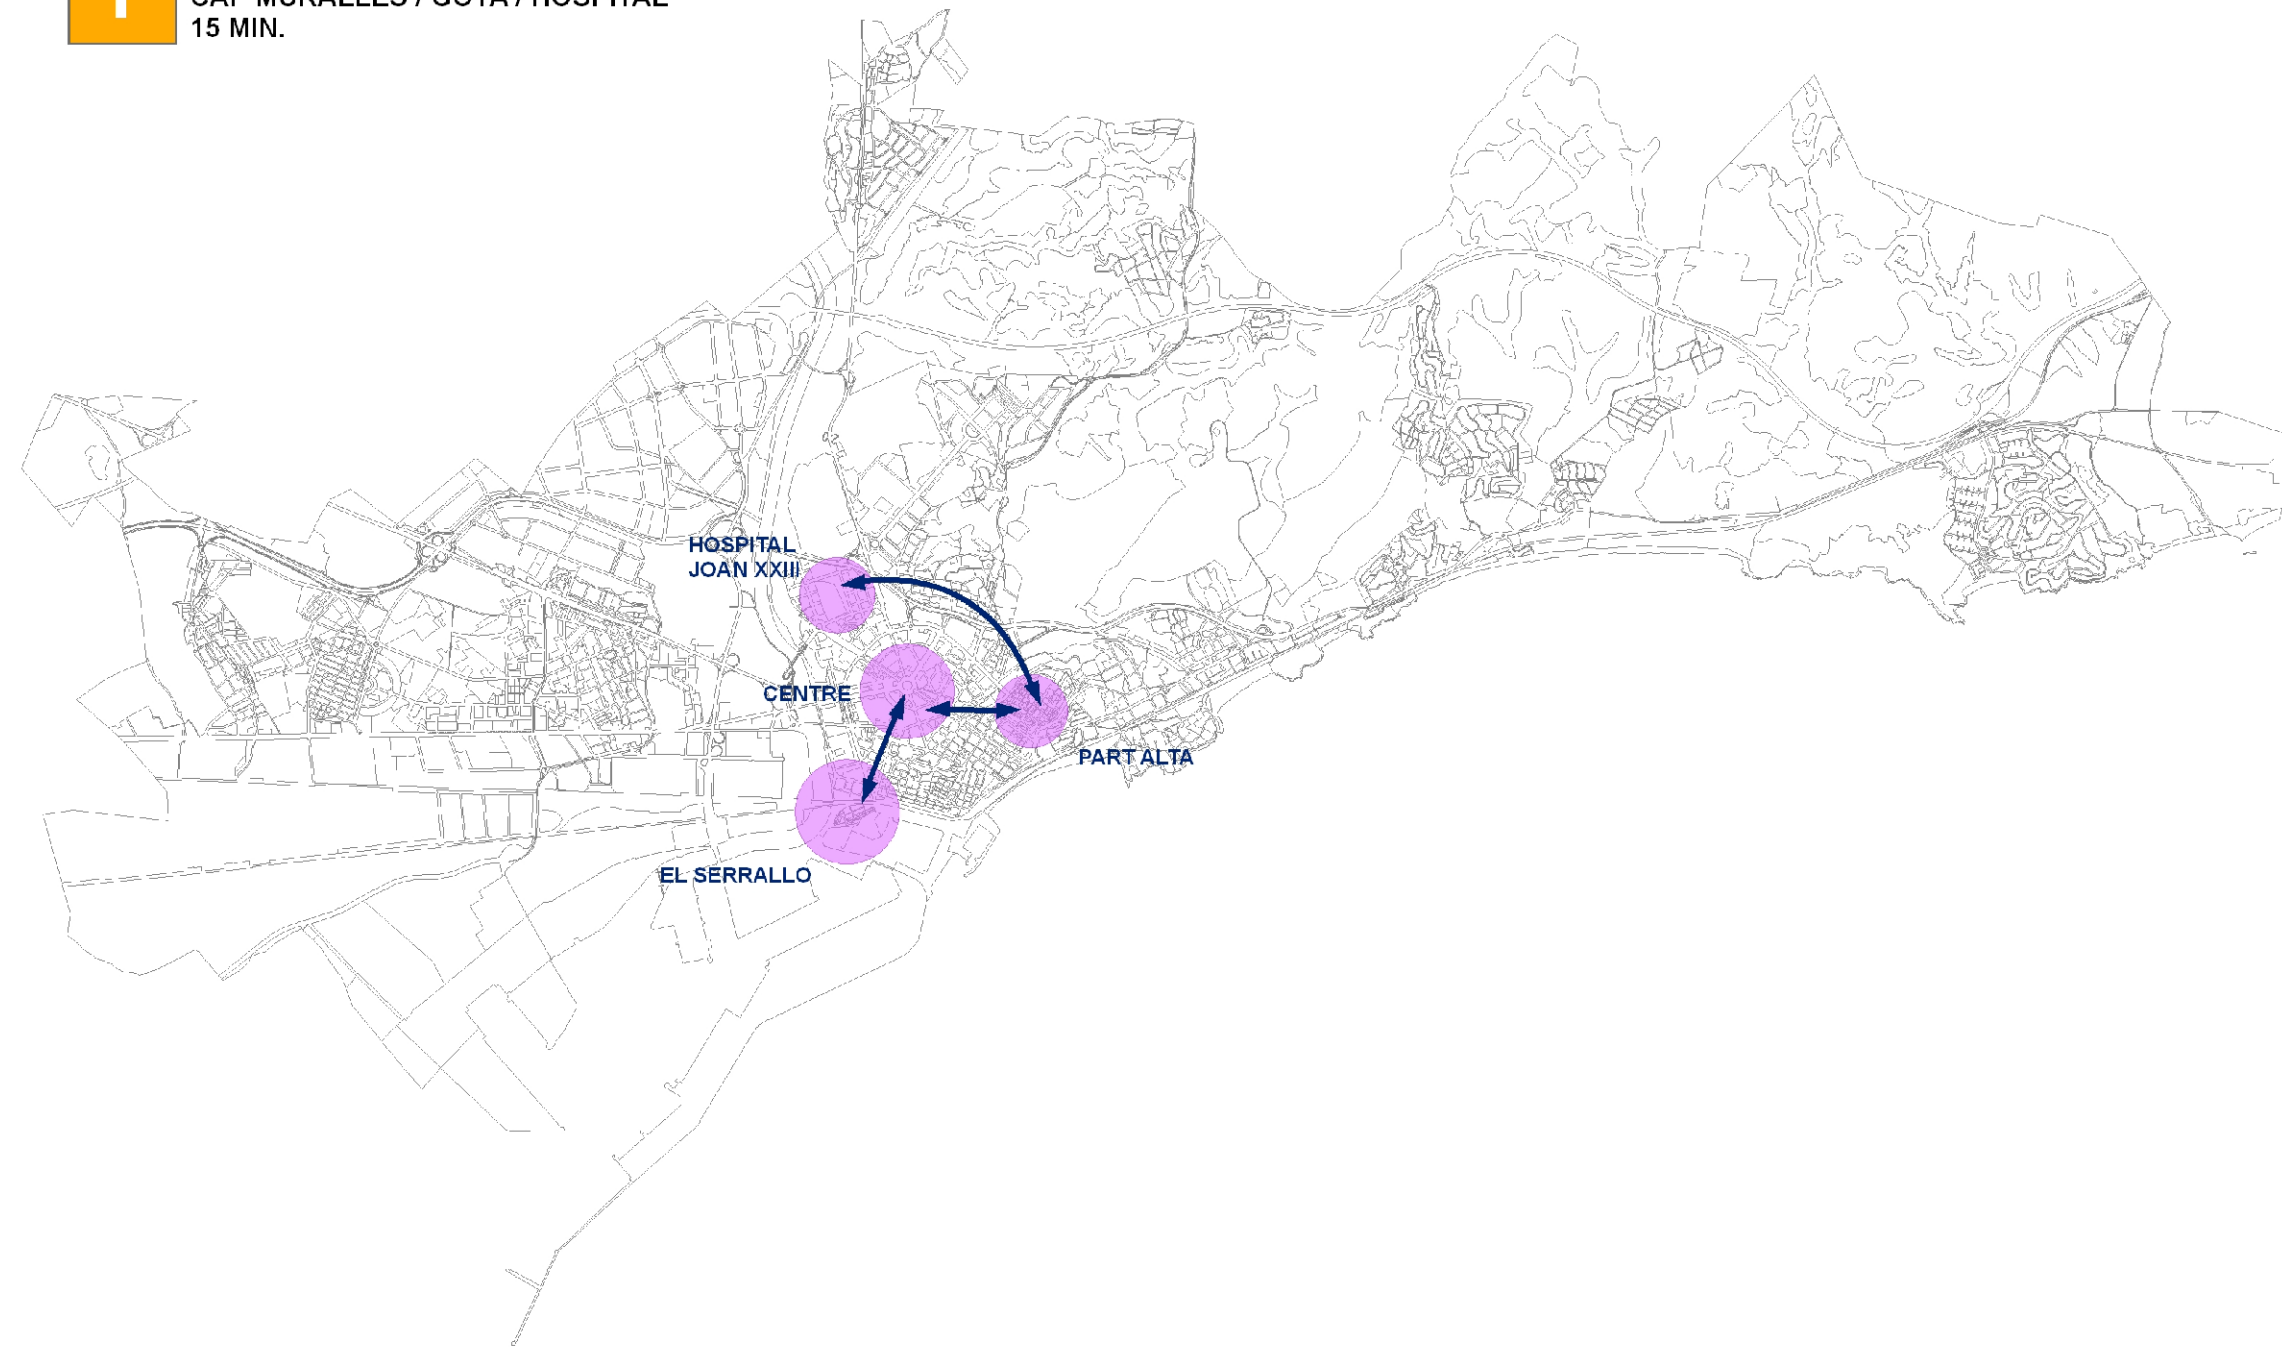 15 MIN.
HOSPITAL
JOAN XXIII
CENTRE
PART ALTA
EL SERRALLO